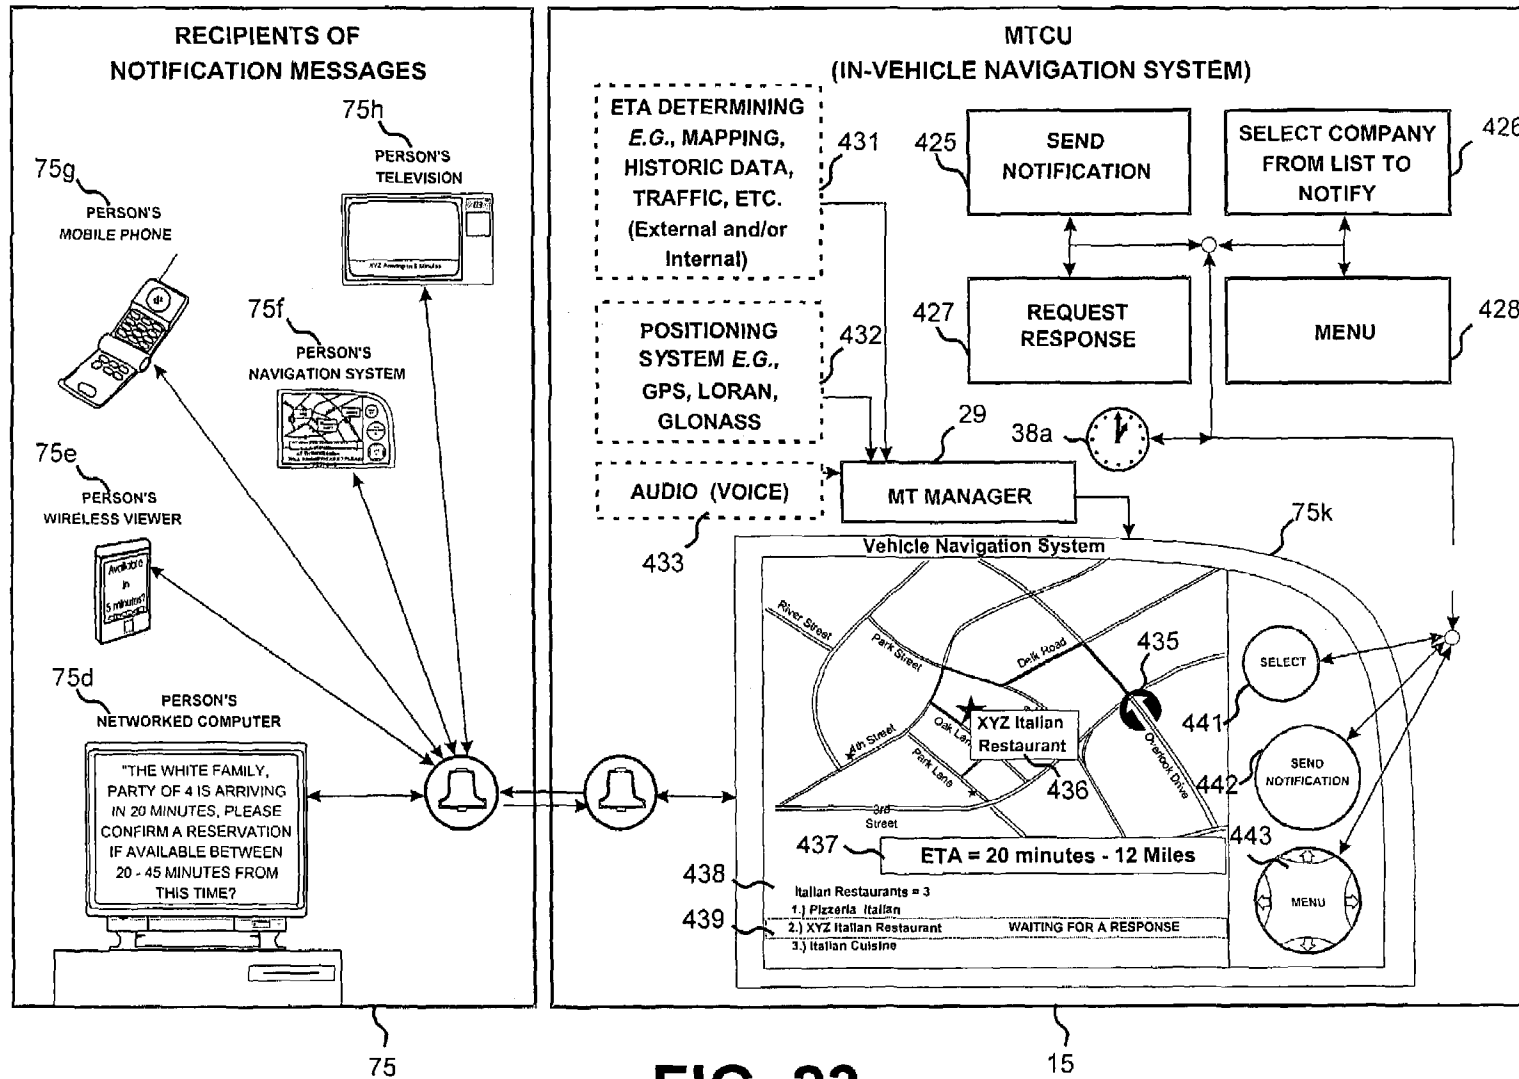 RECIPIENTS OF
NOTIFICATION MESSAGES
75h
PERSON'S
TELEVISION
XYZ Arriving in 5 Minutes
75g
PERSON'S
MOBILE PHONE
75f
PERSON'S
NAVIGATION SYSTEM
75e
PERSON'S
WIRELESS VIEWER
Available
in
5 minutes?
75d
PERSON'S
NETWORKED COMPUTER
"THE WHITE FAMILY,
PARTY OF 4 IS ARRIVING
IN 20 MINUTES, PLEASE
CONFIRM A RESERVATION
IF AVAILABLE BETWEEN
20 - 45 MINUTES FROM
THIS TIME?
75
MTCU
(IN-VEHICLE NAVIGATION SYSTEM)
ETA DETERMINING
E.G., MAPPING,
HISTORIC DATA,
TRAFFIC, ETC.
(External and/or
Internal)
431
425
SEND
NOTIFICATION
SELECT COMPANY
FROM LIST TO
NOTIFY
426
POSITIONING
SYSTEM E.G.,
GPS, LORAN,
GLONASS
432
427
REQUEST
RESPONSE
MENU
428
38a
29
AUDIO (VOICE)
433
MT MANAGER
75k
Vehicle Navigation System
River Street
Park Street
Delk Road
435
4th Street
Oak Lane
Park Lane
XYZ Italian
Restaurant
436
Overlook Drive
3rd
Street
SELECT
441
SEND
NOTIFICATION
442
443
MENU
437
ETA = 20 minutes - 12 Miles
438
Italian Restaurants = 3
1.) Pizzeria Italian
439
2.) XYZ Italian Restaurant WAITING FOR A RESPONSE
3.) Italian Cuisine
15